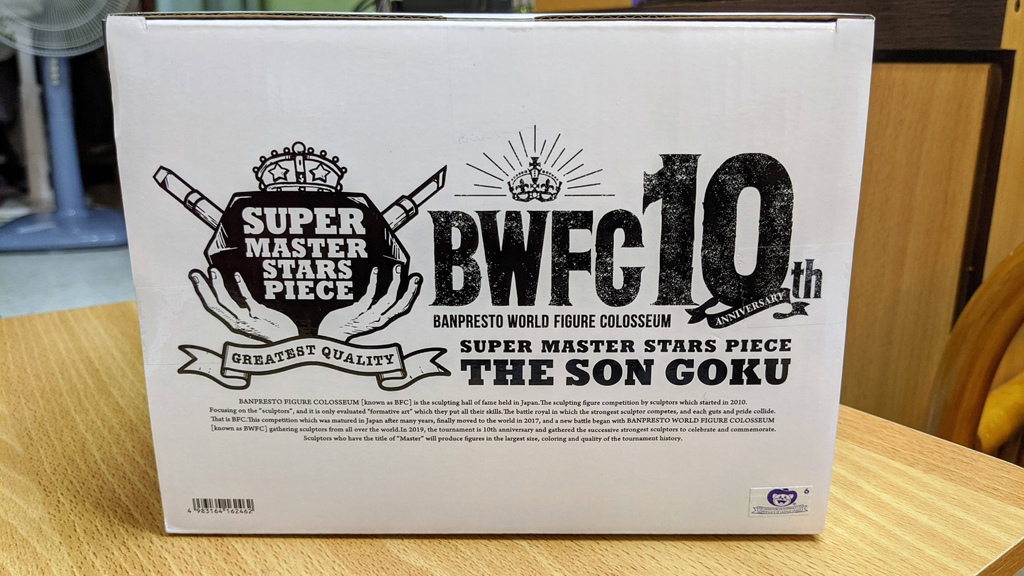 SUPER
MASTER
STARS
PIECE
GREATEST QUALITY
BWFC 10th
ANNIVERSARY
BANPRESTO WORLD FIGURE COLOSSEUM
SUPER MASTER STARS PIECE
THE SON GOKU
BANPRESTO FIGURE COLOSSEUM [known as BFC] is the sculpting hall of fame held in Japan.The sculpting figure competition by sculptors which started in 2010.
Focusing on the "sculptors", and it is only evaluated "formative art" which they put all their skills.The battle royal in which the strongest sculptor competes, and each guts and pride collide.
That is BFC.This competition which was matured in Japan after many years, finally moved to the world in 2017, and a new battle began with BANPRESTO WORLD FIGURE COLOSSEUM
[known as BWFC] gathering sculptors from all over the world.In 2019, the tournament is 10th anniversary and gathered the successive strongest sculptors to celebrate and commemorate.
Sculptors who have the title of "Master" will produce figures in the largest size, coloring and quality of the tournament history.
4 983164 162462
6